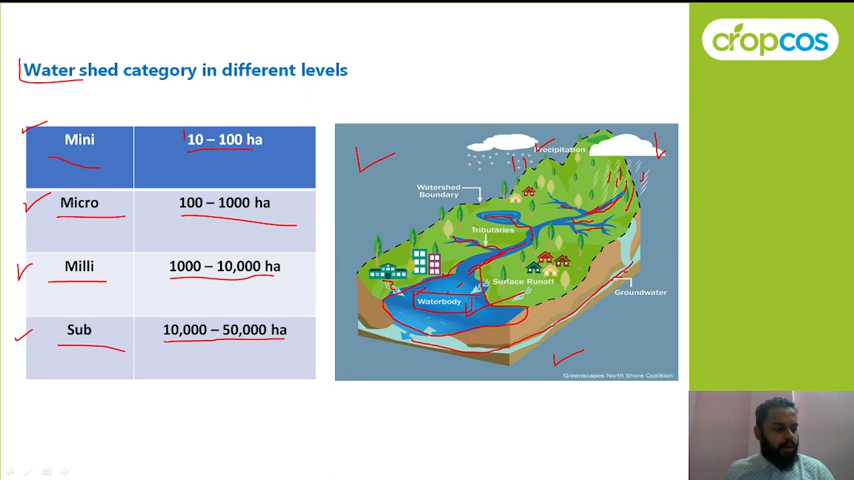 cropcos
Water shed category in different levels
Mini 10 – 100 ha
Micro 100 – 1000 ha
Milli 1000 – 10,000 ha
Sub 10,000 – 50,000 ha
Precipitation
Watershed
Boundary
Tributaries
Surface Runoff
Groundwater
Waterbody
Greenscapes North Shore Coalition